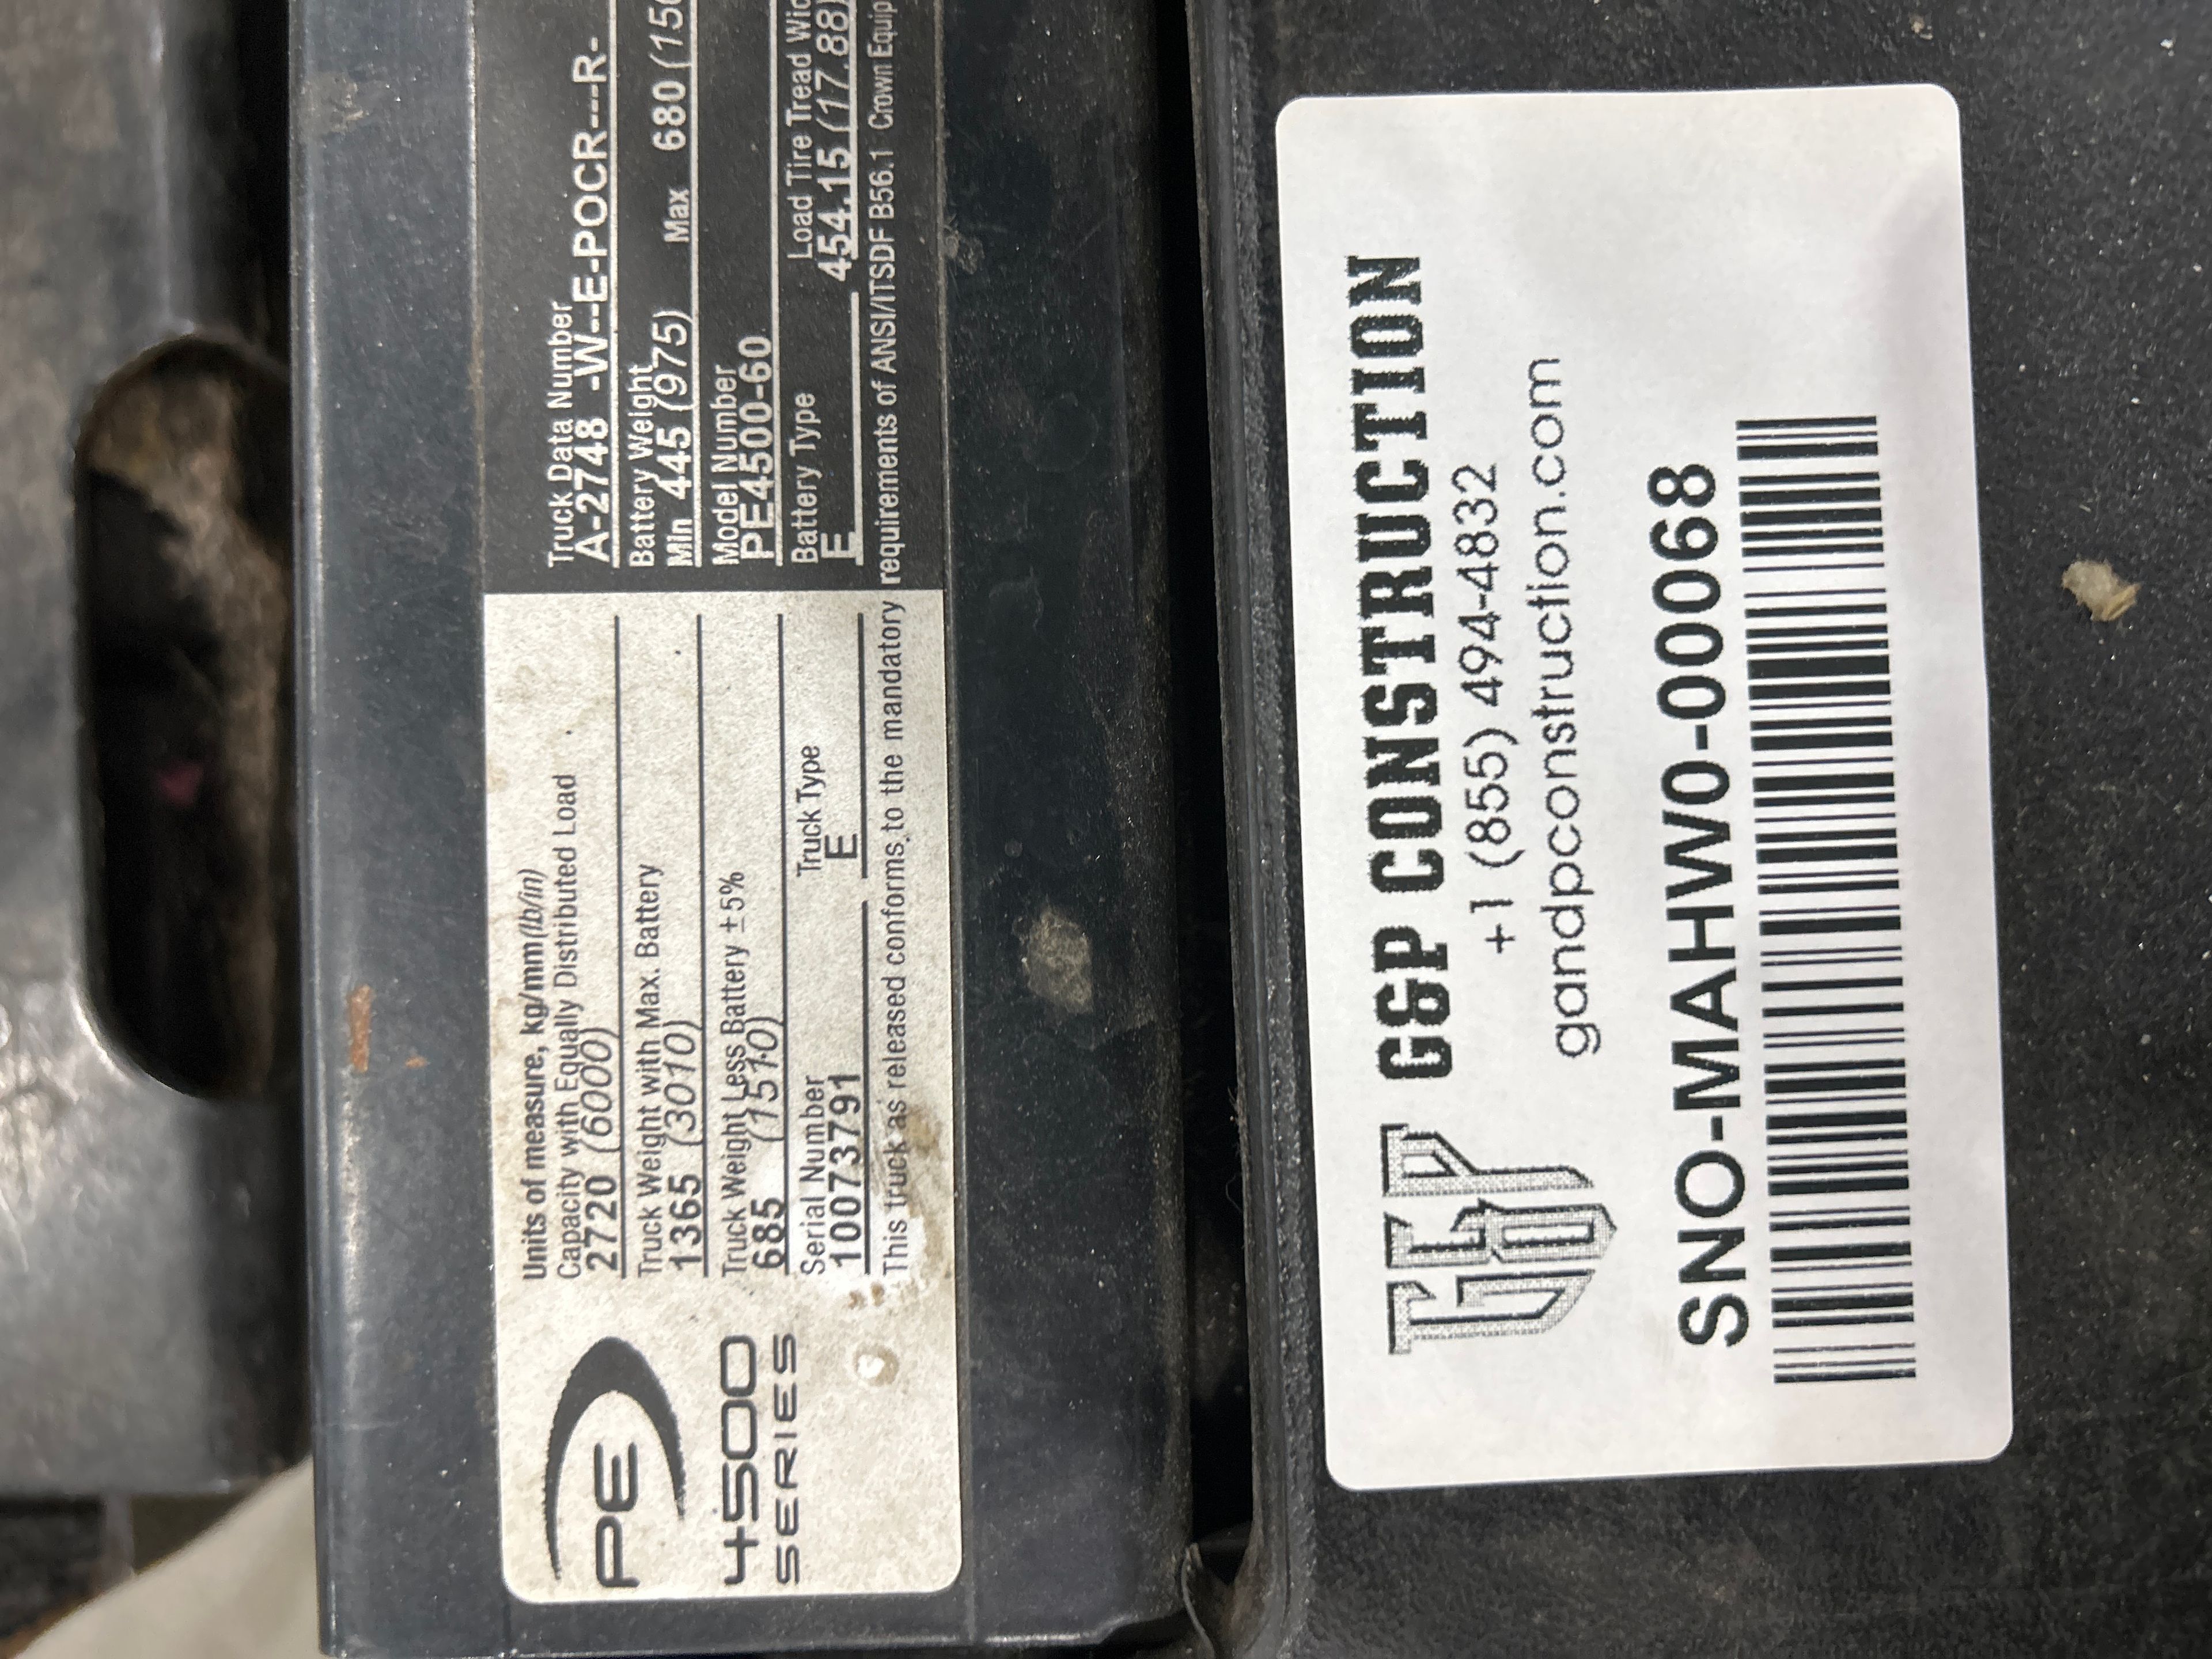 PE
4500
SERIES
Units of measure, kg/mm (lb/in)
Capacity with Equally Distributed Load
2720 (6000)
Truck Weight with Max. Battery
1365 (3010)
Truck Weight Less Battery ±5%
685 (1510)
Serial Number Truck Type
10073791 E
Truck Data Number
A-2748 -W--E-POCR---R-
Battery Weight
Min 445 (975) Max 680 (150
Model Number
PE4500-60
Battery Type Load Tire Tread
E 454.15 (17.88)
This truck as released conforms to the mandatory requirements of ANSI/ITSDF B56.1 Crown Equip
G&P
G&P CONSTRUCTION
+1 (855) 494-4832
gandpconstruction.com
SNO-MAHW0-00068